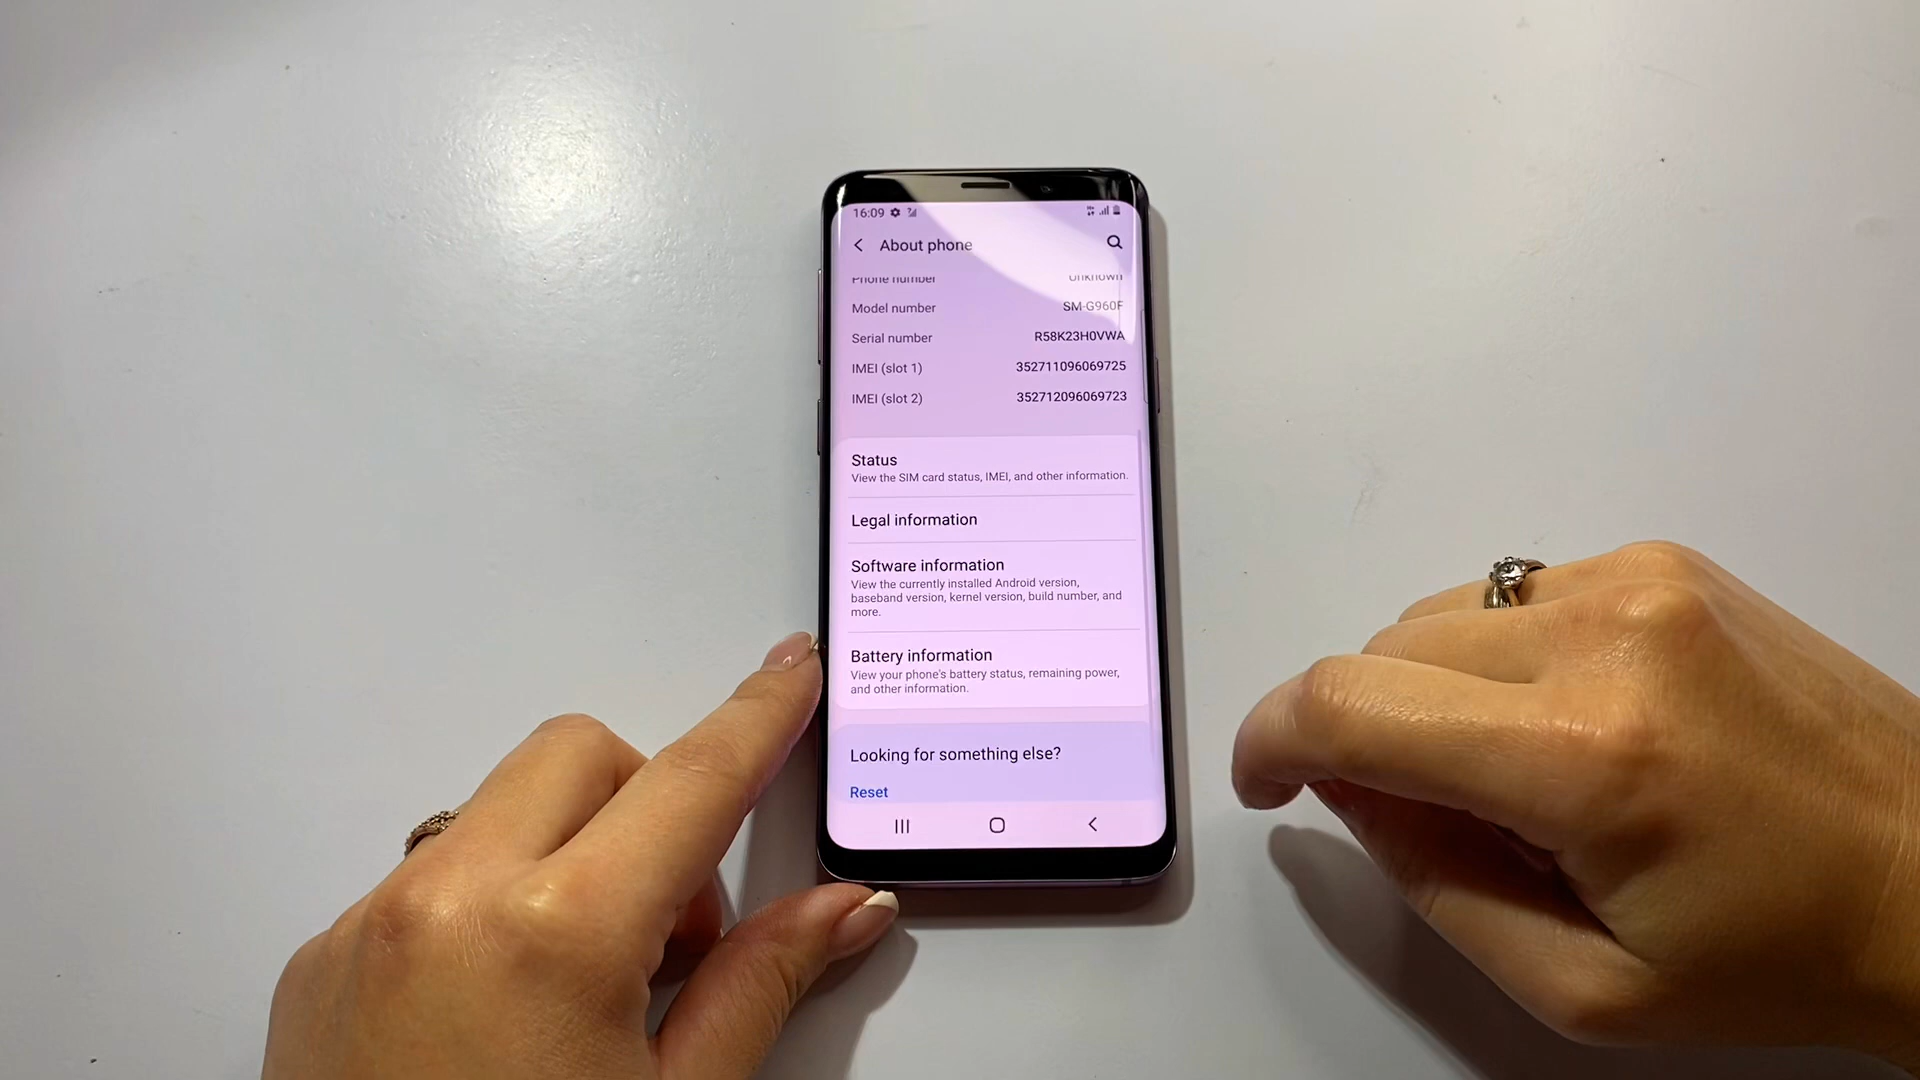 16:09
About phone
Phone number Unknown
Model number SM-G960F
Serial number R58K23H0VWA
IMEI (slot 1) 352711096069725
IMEI (slot 2) 352712096069723
Status
View the SIM card status, IMEI, and other information.
Legal information
Software information
View the currently installed Android version,
baseband version, kernel version, build number, and
more.
Battery information
View your phone's battery status, remaining power,
and other information.
Looking for something else?
Reset